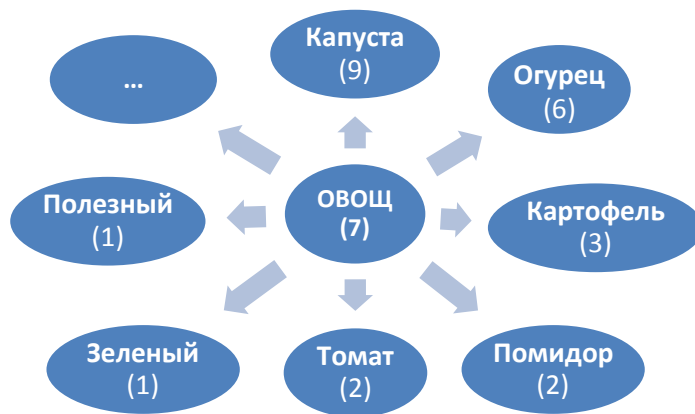 Капуста
(9)
...
Огурец
(6)
Полезный
(1)
ОВОЩ
(7)
Картофель
(3)
Зеленый
(1)
Томат
(2)
Помидор
(2)